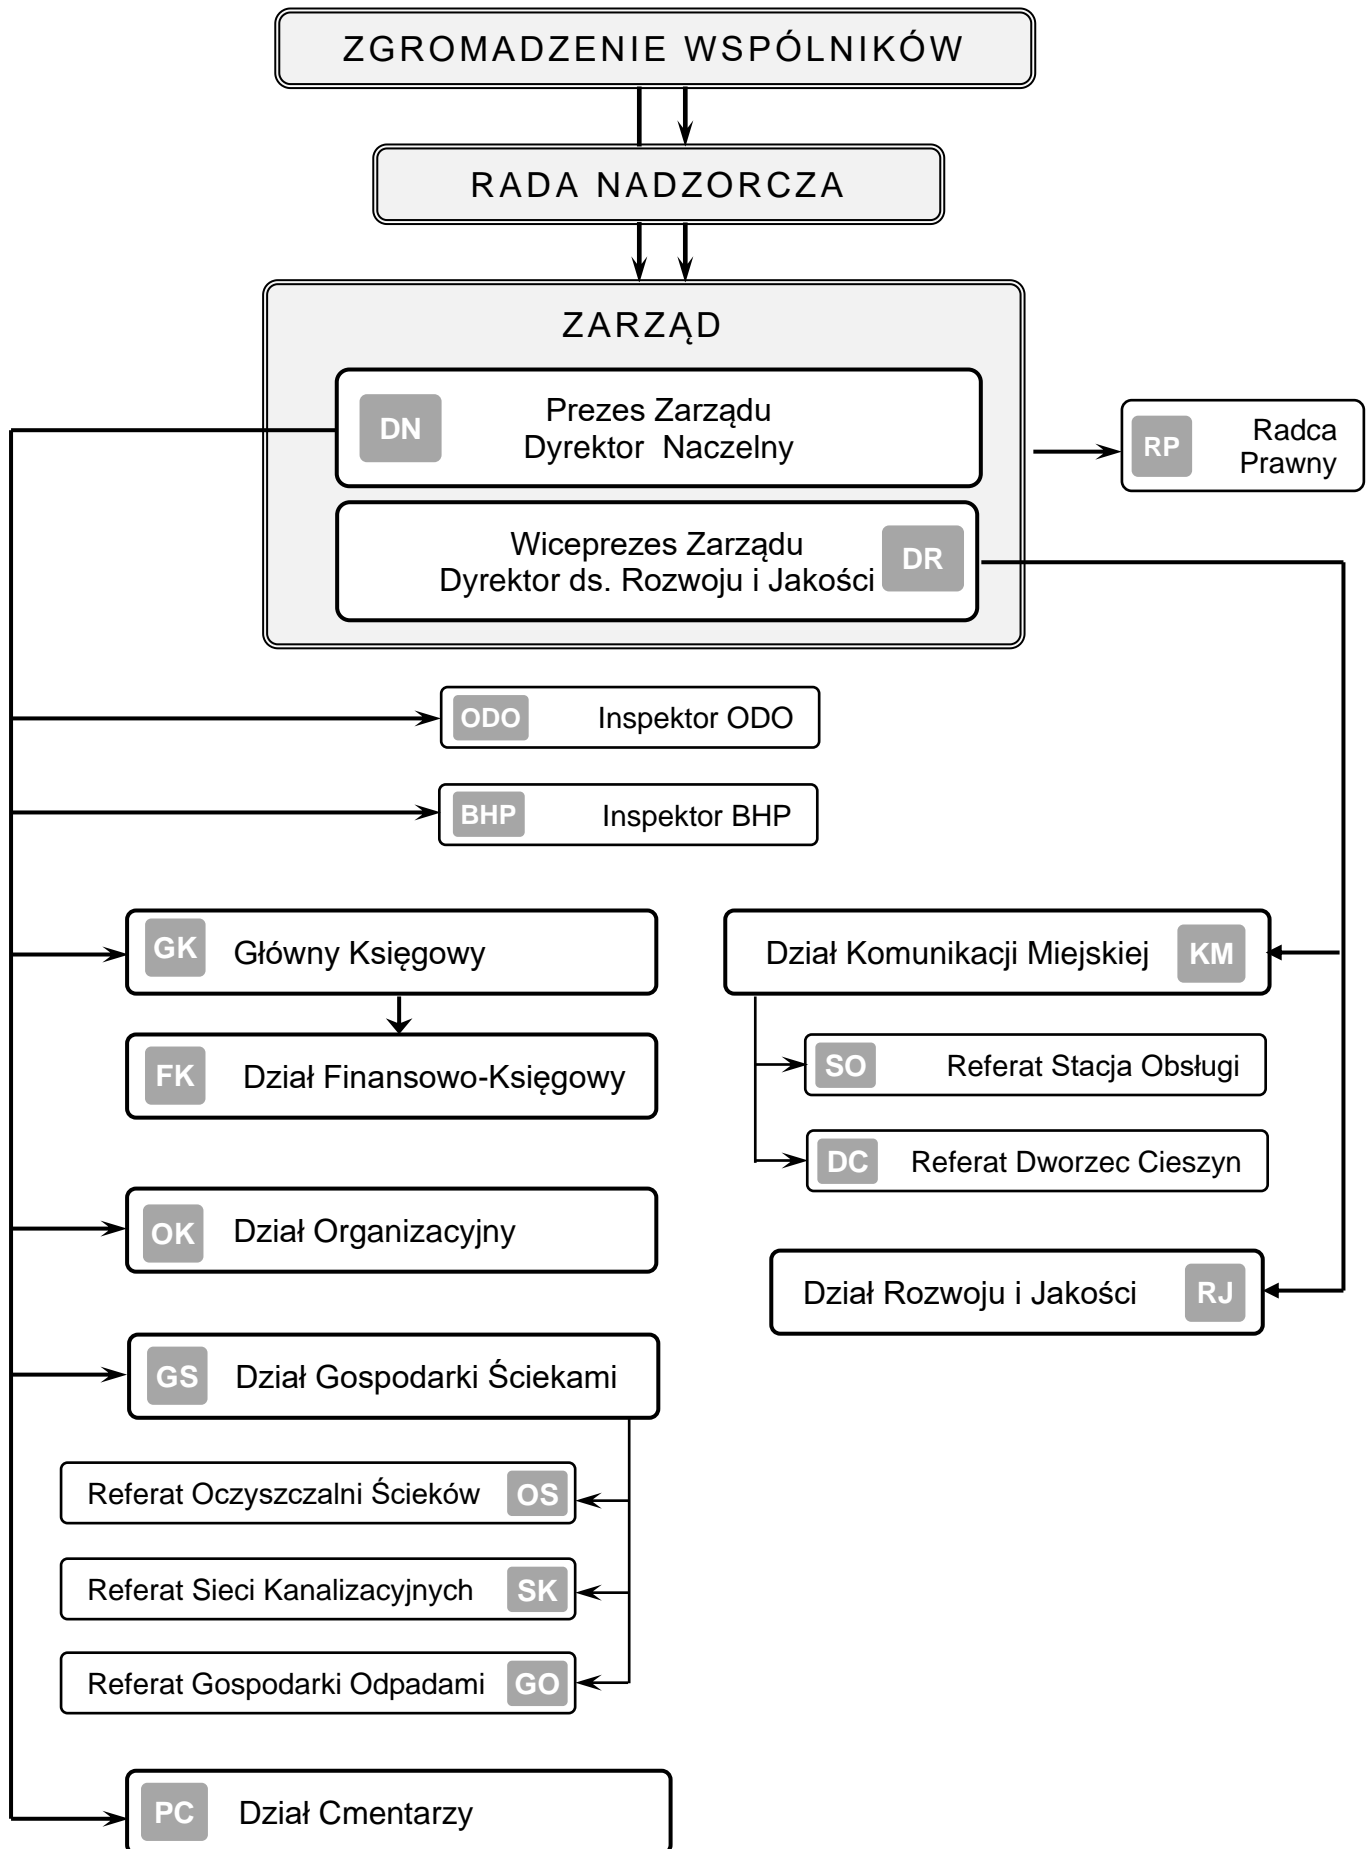 ZGROMADZENIE WSPÓLNIKÓW
RADA NADZORCZA
ZARZĄD
DN
Prezes Zarządu
Dyrektor Naczelny
RP
Radca
Prawny
Wiceprezes Zarządu
Dyrektor ds. Rozwoju i Jakości
DR
ODO Inspektor ODO
BHP Inspektor BHP
GK Główny Księgowy
FK Dział Finansowo-Księgowy
OK Dział Organizacyjny
GS Dział Gospodarki Ściekami
Referat Oczyszczalni Ścieków OS
Referat Sieci Kanalizacyjnych SK
Referat Gospodarki Odpadami GO
PC Dział Cmentarzy
Dział Komunikacji Miejskiej KM
SO Referat Stacja Obsługi
DC Referat Dworzec Cieszyn
Dział Rozwoju i Jakości RJ